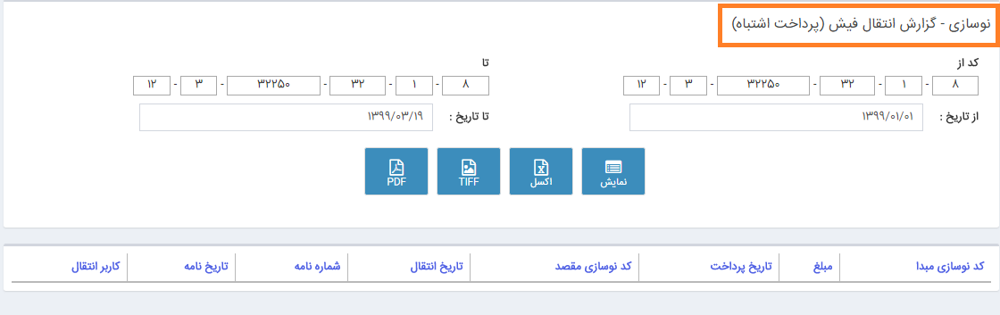 نوسازی - گزارش انتقال فیش (پرداخت اشتباه)
کد از
۸ - ۱ - ۳۲ - ۳۲۲۵۰ - ۳ - ۱۲
تا
۸ - ۱ - ۳۲ - ۳۲۲۵۰ - ۳ - ۱۲
از تاریخ : ۱۳۹۹/۰۱/۰۱
تا تاریخ : ۱۳۹۹/۰۳/۱۹
نمایش
اکسل
TIFF
PDF
کد نوسازی مبدا مبلغ تاریخ پرداخت کد نوسازی مقصد تاریخ انتقال شماره نامه تاریخ نامه کاربر انتقال